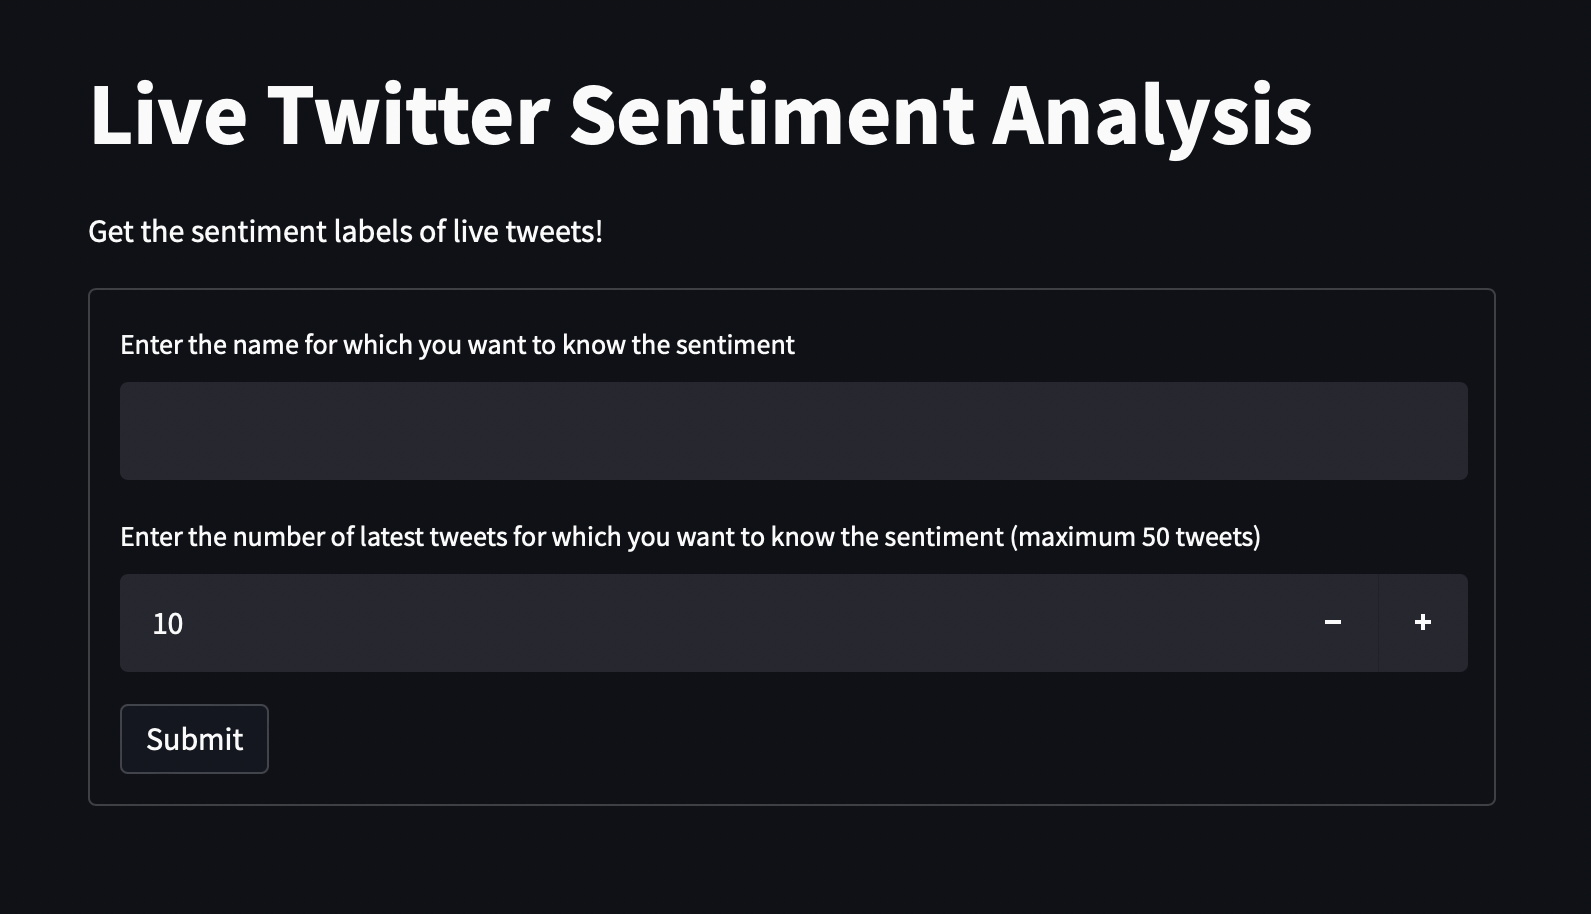 Live Twitter Sentiment Analysis
Get the sentiment labels of live tweets!
Enter the name for which you want to know the sentiment
Enter the number of latest tweets for which you want to know the sentiment (maximum 50 tweets)
10 − +
Submit